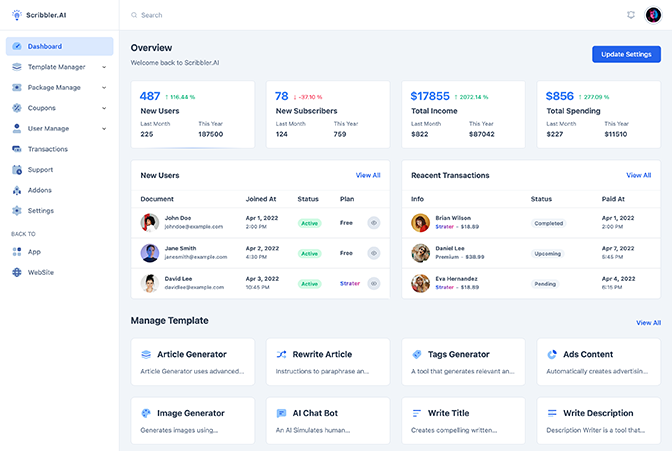 Scribbler.AI
Search
Dashboard
Template Manager
Package Manage
Coupons
User Manage
Transactions
Support
Addons
Settings
BACK TO
App
WebSite
Overview
Welcome back to Scribbler.AI
Update Settings
487 ↑ 116.44 %
New Users
Last Month This Year
225 187500
78 ↓ -37.10 %
New Subscribers
Last Month This Year
124 759
$17855 ↑ 2072.14 %
Total Income
Last Month This Year
$822 $87042
$856 ↑ 277.09 %
Total Spending
Last Month This Year
$227 $11510
New Users View All
Document Joined At Status Plan
John Doe Apr 1, 2022 Active Free
johndoe@example.com 2:00 PM
Jane Smith Apr 2, 2022 Active Free
janesmith@example.com 4:30 PM
David Lee Apr 3, 2022 Active Strater
davidlee@example.com 10:45 PM
Reacent Transactions View All
Info Status Paid At
Brian Wilson Completed Apr 1, 2022
Strater - $18.89 2:00 PM
Daniel Lee Upcoming Apr 2, 2022
Premium - $38.99 5:45 PM
Eva Hernandez Pending Apr 4, 2022
Strater - $18.89 6:15 PM
Manage Template View All
Article Generator
Article Generator uses advanced...
Rewrite Article
Instructions to paraphrase an...
Tags Generator
A tool that generates relevant an...
Ads Content
Automatically creates advertisin...
Image Generator
Generates images using...
AI Chat Bot
An AI Simulates human...
Write Title
Creates compelling written...
Write Description
Description Writer is a tool that...